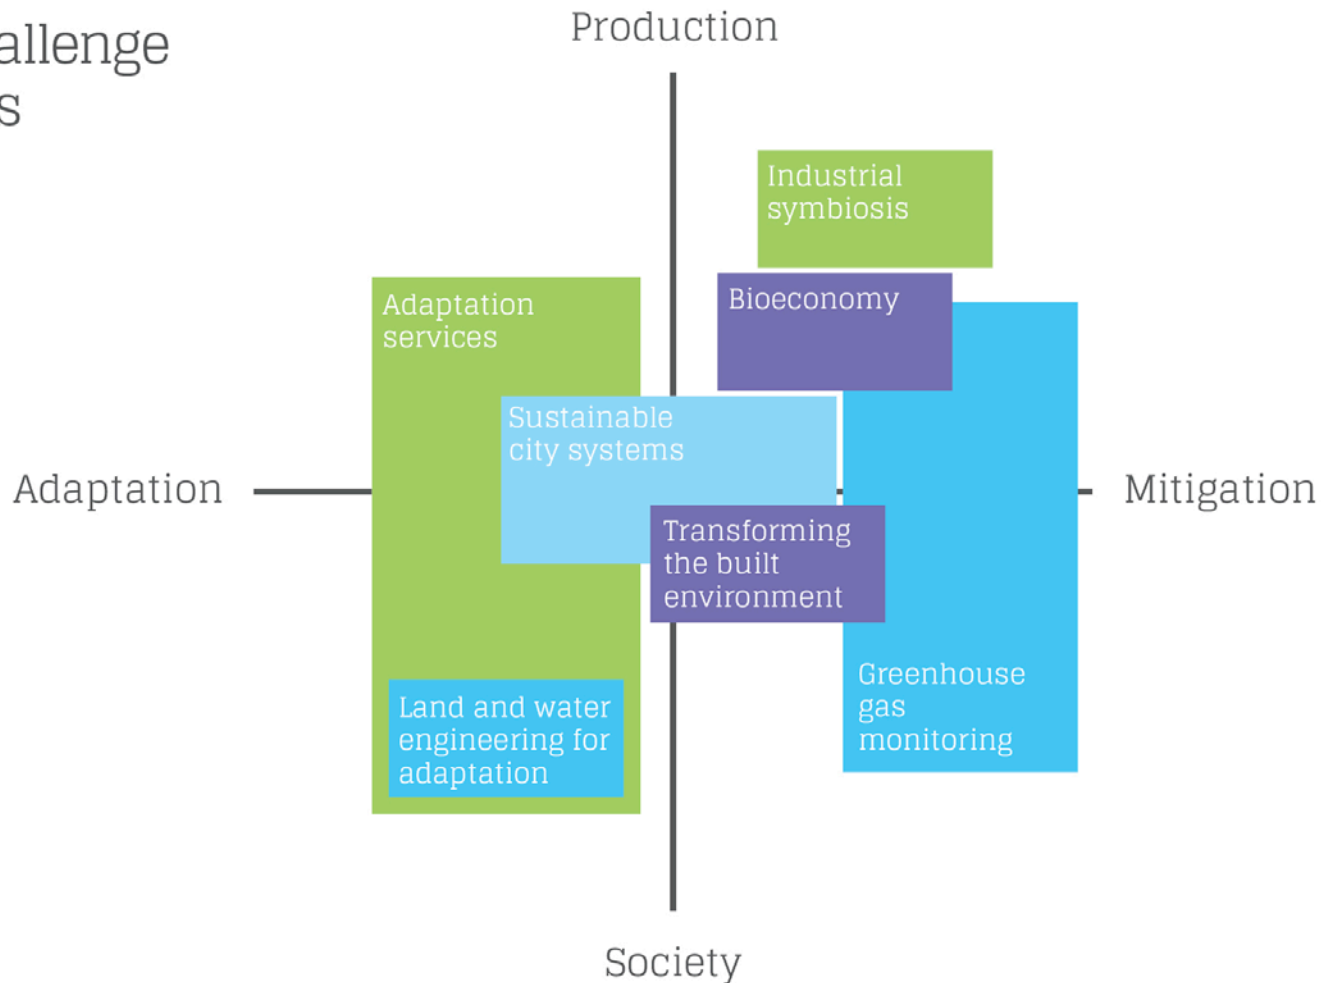 allenge
s
Production
Industrial
symbiosis
Bioeconomy
Adaptation
services
Sustainable
city systems
Adaptation
Mitigation
Transforming
the built
environment
Greenhouse
gas
monitoring
Land and water
engineering for
adaptation
Society